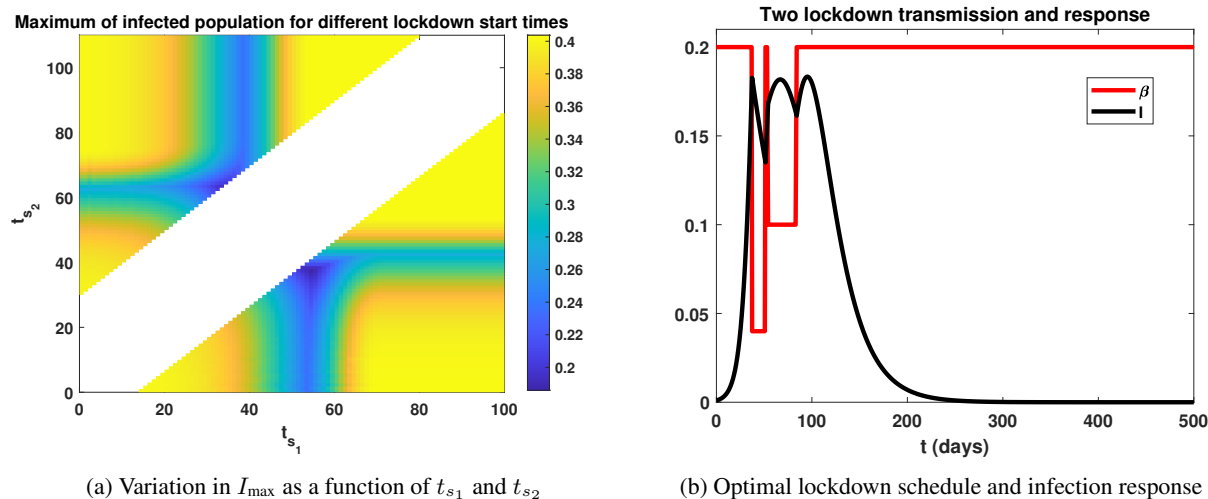 Maximum of infected population for different lockdown start times
100
80
60
40
20
0
t_{s_2}
0 20 40 60 80 100
t_{s_1}
0.4
0.38
0.36
0.34
0.32
0.3
0.28
0.26
0.24
0.22
0.2
(a) Variation in I_{max} as a function of t_{s_1} and t_{s_2}
Two lockdown transmission and response
0.2
0.15
0.1
0.05
0
β
I
0 100 200 300 400 500
t (days)
(b) Optimal lockdown schedule and infection response